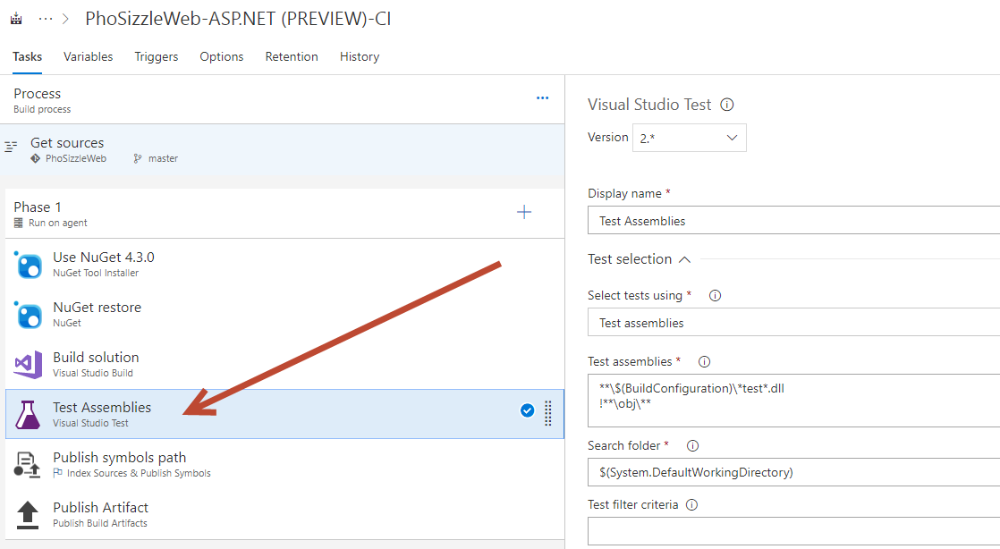 ··· > PhoSizzleWeb-ASP.NET (PREVIEW)-CI
Tasks Variables Triggers Options Retention History
Process
Build process
Get sources
PhoSizzleWeb master
Phase 1
Run on agent
Use NuGet 4.3.0
NuGet Tool Installer
NuGet restore
NuGet
Build solution
Visual Studio Build
Test Assemblies
Visual Studio Test
Publish symbols path
Index Sources & Publish Symbols
Publish Artifact
Publish Build Artifacts
Visual Studio Test
Version 2.*
Display name *
Test Assemblies
Test selection
Select tests using *
Test assemblies
Test assemblies *
**\$(BuildConfiguration)\*test*.dll
!**\obj\**
Search folder *
$(System.DefaultWorkingDirectory)
Test filter criteria